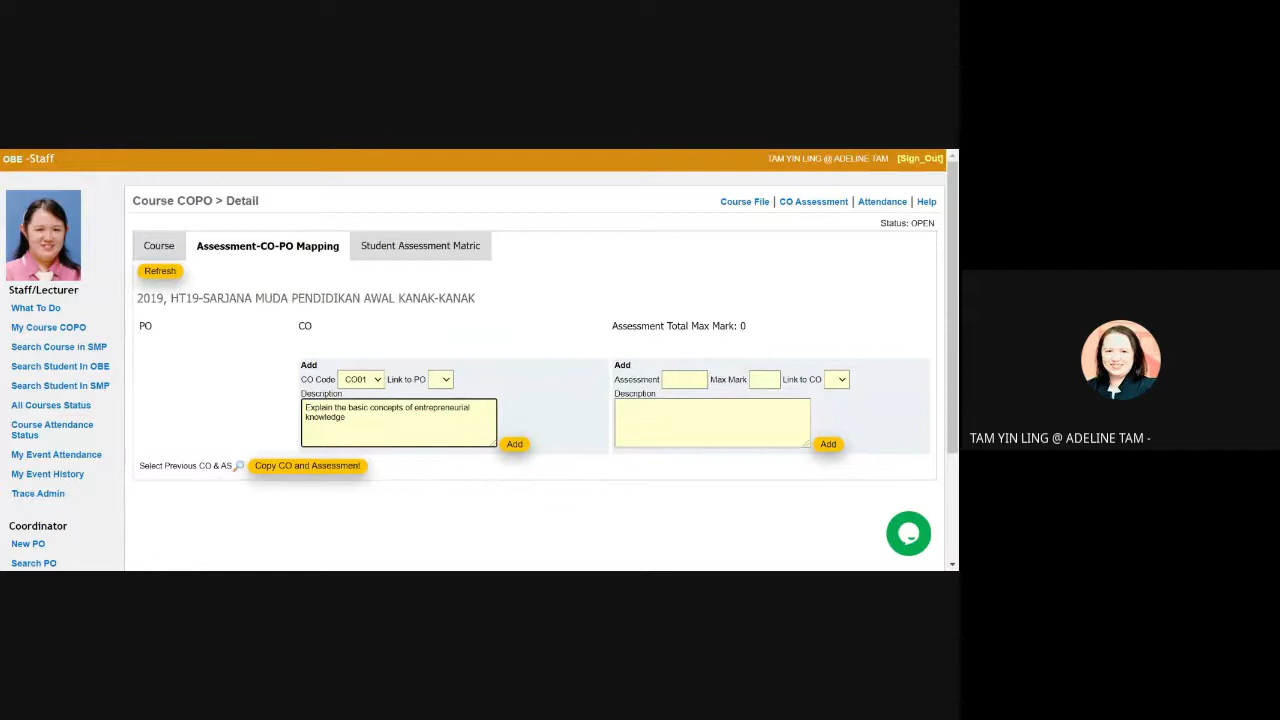 OBE -Staff
TAM YIN LING @ ADELINE TAM [Sign_Out]
Course COPO > Detail
Course File | CO Assessment | Attendance | Help
Status: OPEN
Course
Assessment-CO-PO Mapping
Student Assessment Matric
Refresh
2019, HT19-SARJANA MUDA PENDIDIKAN AWAL KANAK-KANAK
PO
CO
Assessment Total Max Mark: 0
Add
CO Code CO01 Link to PO
Description
Explain the basic concepts of entrepreneurial
knowledge
Add
Add
Assessment Max Mark Link to CO
Description
Add
Select Previous CO & AS Copy CO and Assessment
Staff/Lecturer
What To Do
My Course COPO
Search Course in SMP
Search Student In OBE
Search Student In SMP
All Courses Status
Course Attendance
Status
My Event Attendance
My Event History
Trace Admin
Coordinator
New PO
Search PO
TAM YIN LING @ ADELINE TAM -